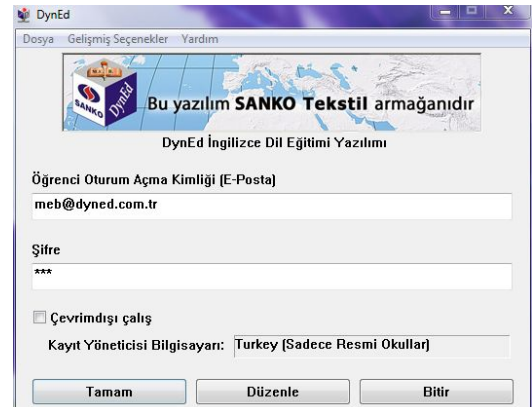 DynEd
Dosya Gelişmiş Seçenekler Yardım
SANKO DynEd Bu yazılım SANKO Tekstil armağanıdır
DynEd İngilizce Dil Eğitimi Yazılımı
Öğrenci Oturum Açma Kimliği (E-Posta)
meb@dyned.com.tr
Şifre
***
Çevrimdışı çalış
Kayıt Yöneticisi Bilgisayarı: Turkey (Sadece Resmi Okullar)
Tamam Düzenle Bitir